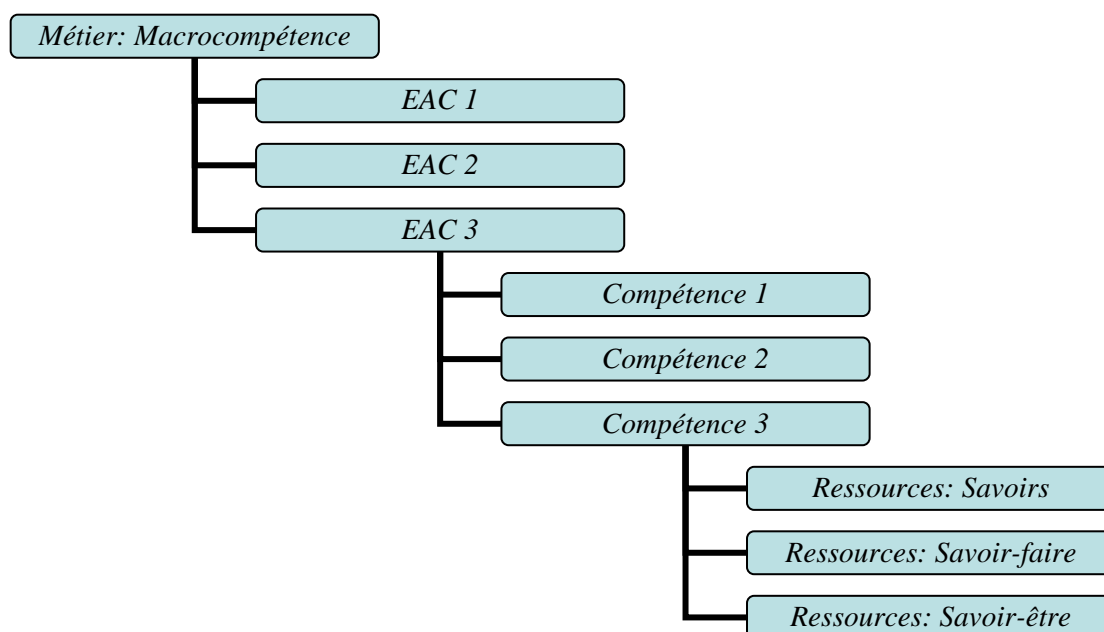 Métier: Macrocompétence
EAC 1
EAC 2
EAC 3
Compétence 1
Compétence 2
Compétence 3
Ressources: Savoirs
Ressources: Savoir-faire
Ressources: Savoir-être